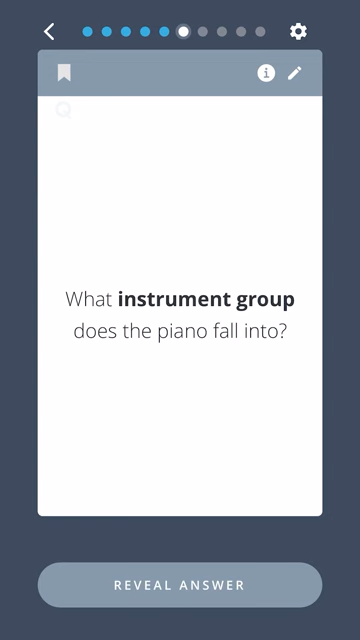 Q
What instrument group
does the piano fall into?
REVEAL ANSWER